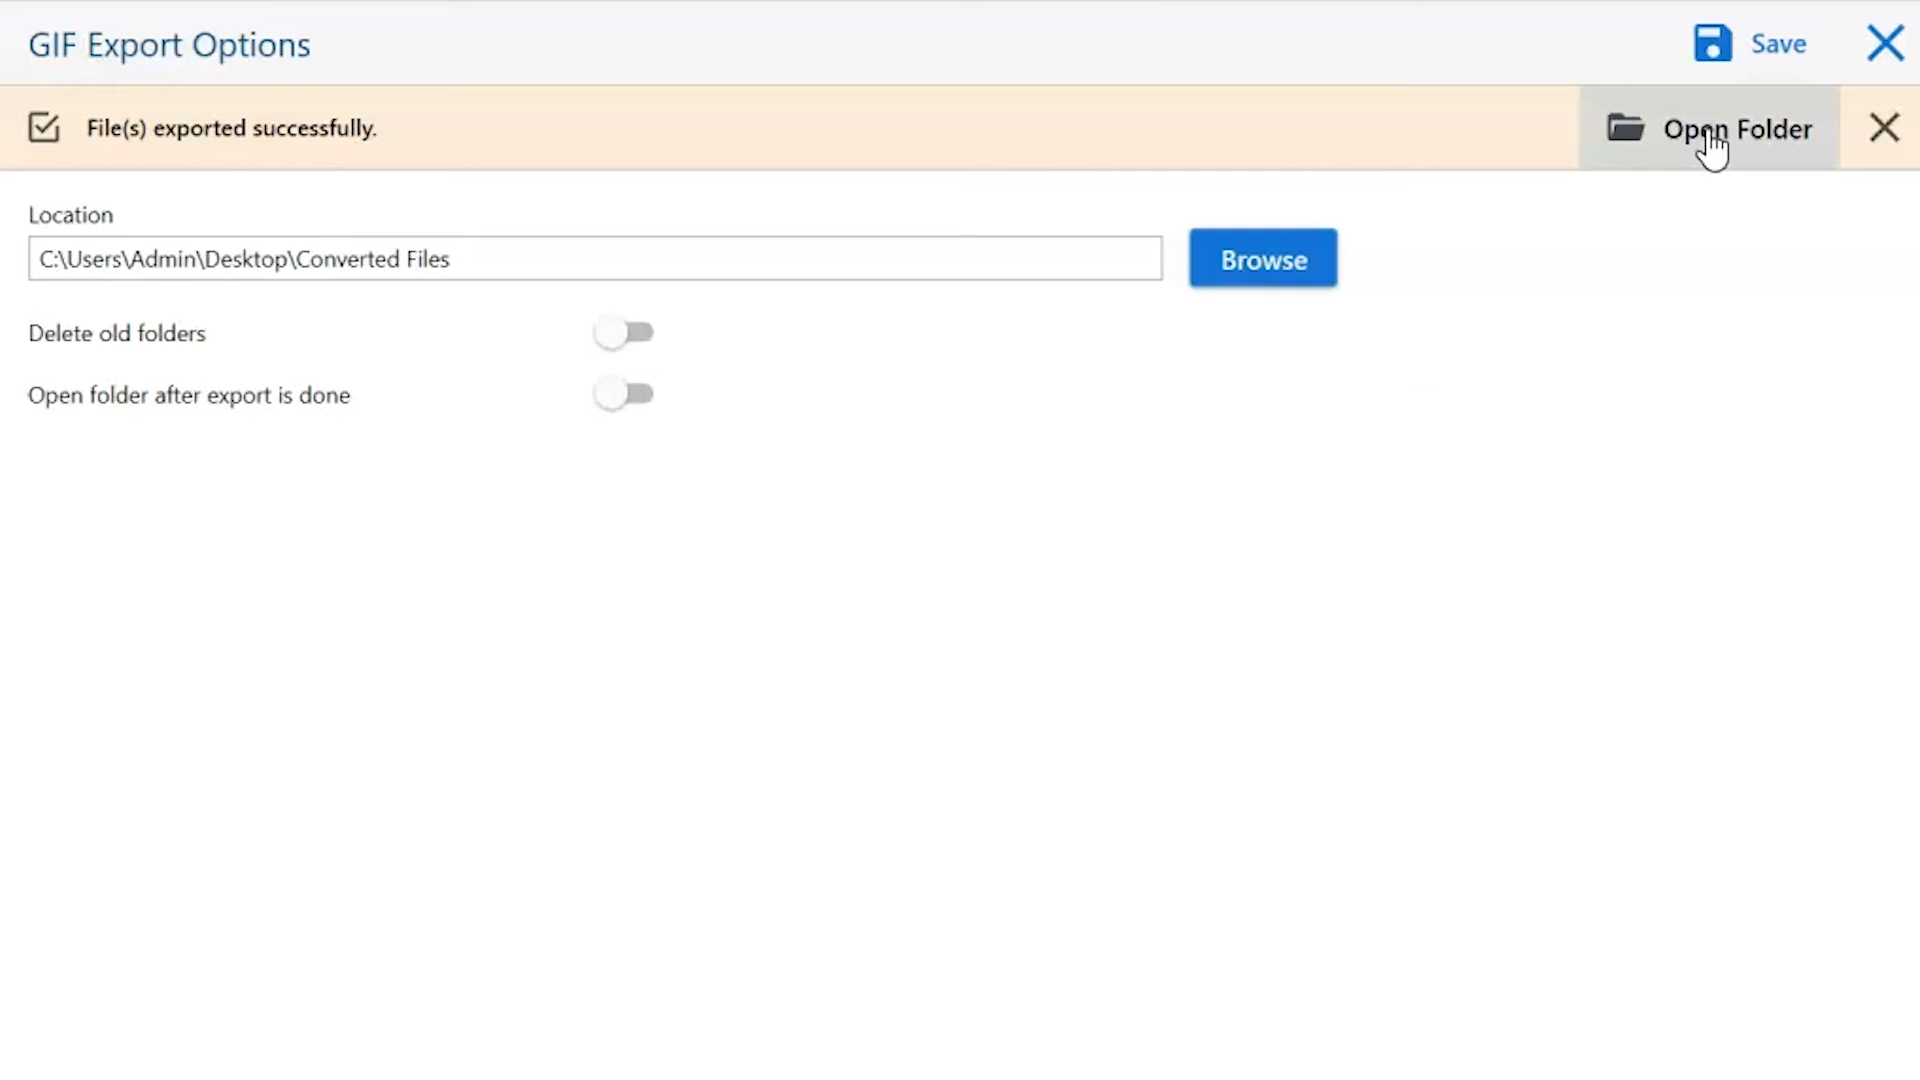 GIF Export Options
Save
File(s) exported successfully.
Open Folder
Location
C:\Users\Admin\Desktop\Converted Files
Browse
Delete old folders
Open folder after export is done